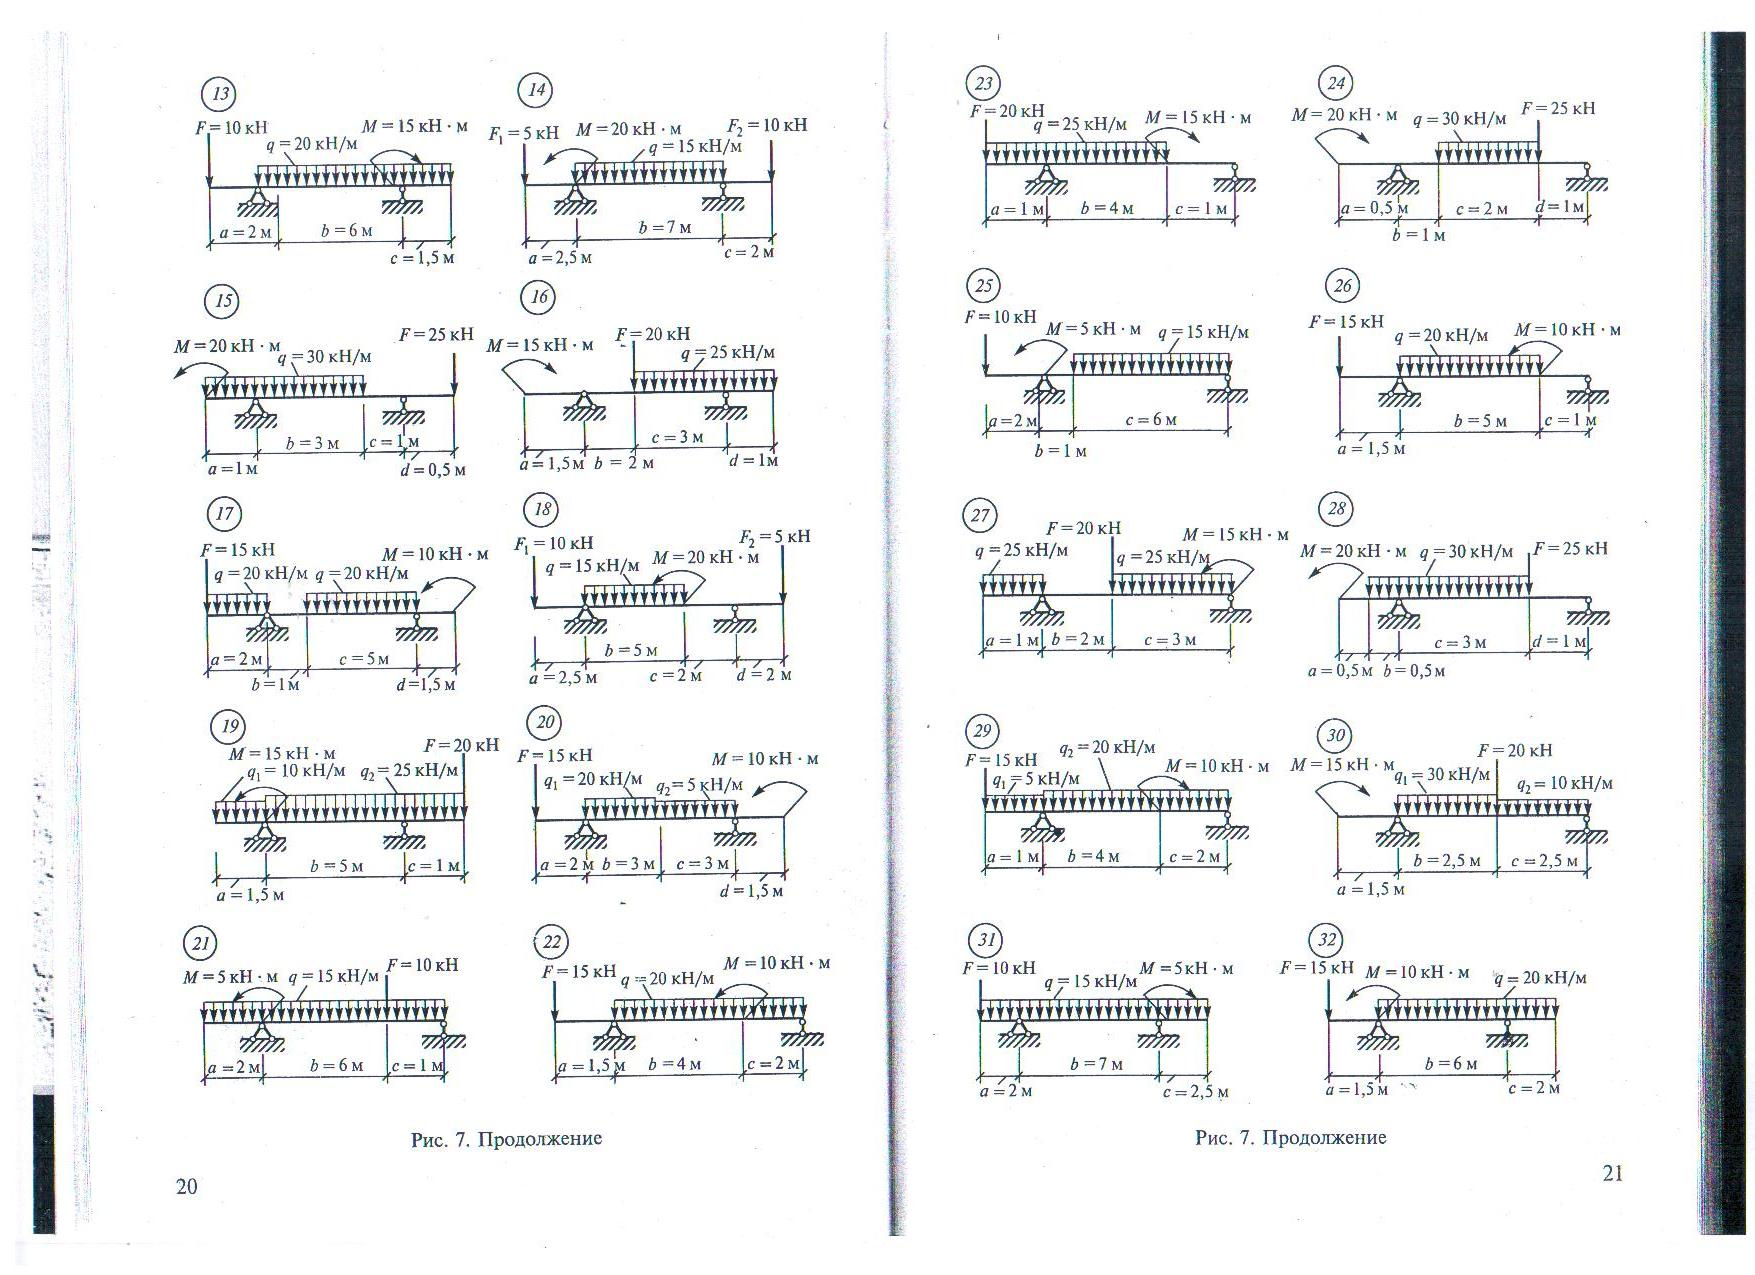 13
F = 10 кН
q = 20 кН/м
M = 15 кН · м
a = 2 м
b = 6 м
c = 1,5 м
14
F₁ = 5 кН
M = 20 кН · м
F₂ = 10 кН
q = 15 кН/м
a = 2,5 м
b = 7 м
c = 2 м
15
M = 20 кН · м
q = 30 кН/м
F = 25 кН
a = 1 м
b = 3 м
c = 1 м
d = 0,5 м
16
M = 15 кН · м
F = 20 кН
q = 25 кН/м
a = 1,5 м
b = 2 м
c = 3 м
d = 1м
17
F = 15 кН
q = 20 кН/м
q = 20 кН/м
M = 10 кН · м
a = 2 м
b = 1 м
c = 5 м
d = 1,5 м
18
F₁ = 10 кН
q = 15 кН/м
M = 20 кН · м
F₂ = 5 кН
a = 2,5 м
b = 5 м
c = 2 м
d = 2 м
19
M = 15 кН · м
q₁ = 10 кН/м
q₂ = 25 кН/м
F = 20 кН
a = 1,5 м
b = 5 м
c = 1 м
20
F = 15 кН
q₁ = 20 кН/м
q₂ = 5 кН/м
M = 10 кН · м
a = 2 м
b = 3 м
c = 3 м
d = 1,5 м
21
M = 5 кН · м
q = 15 кН/м
F = 10 кН
a = 2 м
b = 6 м
c = 1 м
22
F = 15 кН
q = 20 кН/м
M = 10 кН · м
a = 1,5 м
b = 4 м
c = 2 м
Рис. 7. Продолжение
20
23
F = 20 кН
q = 25 кН/м
M = 15 кН · м
a = 1 м
b = 4 м
c = 1 м
24
M = 20 кН · м
q = 30 кН/м
F = 25 кН
a = 0,5 м
b = 1 м
c = 2 м
d = 1 м
25
F = 10 кН
M = 5 кН · м
q = 15 кН/м
a = 2 м
b = 1 м
c = 6 м
26
F = 15 кН
q = 20 кН/м
M = 10 кН · м
a = 1,5 м
b = 5 м
c = 1 м
27
q = 25 кН/м
F = 20 кН
q = 25 кН/м
M = 15 кН · м
a = 1 м
b = 2 м
c = 3 м
28
M = 20 кН · м
q = 30 кН/м
F = 25 кН
a = 0,5 м
b = 0,5 м
c = 3 м
d = 1 м
29
F = 15 кН
q₁ = 5 кН/м
q₂ = 20 кН/м
M = 10 кН · м
a = 1 м
b = 4 м
c = 2 м
30
M = 15 кН · м
q₁ = 30 кН/м
F = 20 кН
q₂ = 10 кН/м
a = 1,5 м
b = 2,5 м
c = 2,5 м
31
F = 10 кН
q = 15 кН/м
M = 5кН · м
a = 2 м
b = 7 м
c = 2,5 м
32
F = 15 кН
M = 10 кН · м
q = 20 кН/м
a = 1,5 м
b = 6 м
c = 2 м
Рис. 7. Продолжение
21